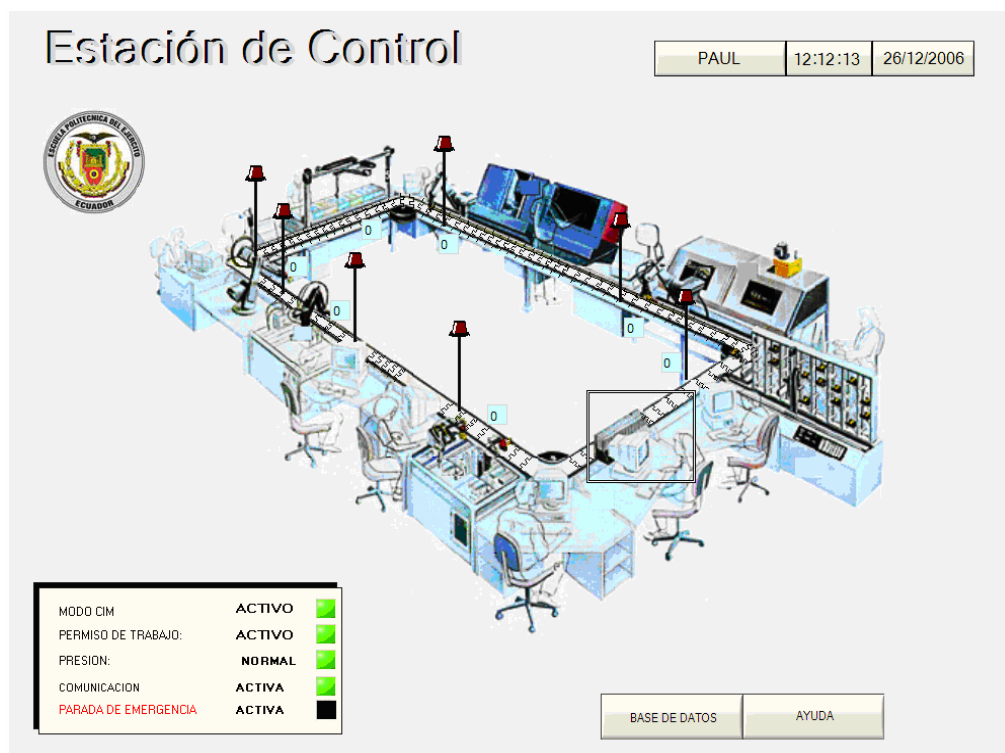 Estación de Control
PAUL 12:12:13 26/12/2006
ESCUELA POLITECNICA DEL EJERCITO
ECUADOR
0
0
0
0
0
0
0
MODO CIM ACTIVO
PERMISO DE TRABAJO: ACTIVO
PRESION: NORMAL
COMUNICACION ACTIVA
PARADA DE EMERGENCIA ACTIVA
BASE DE DATOS AYUDA